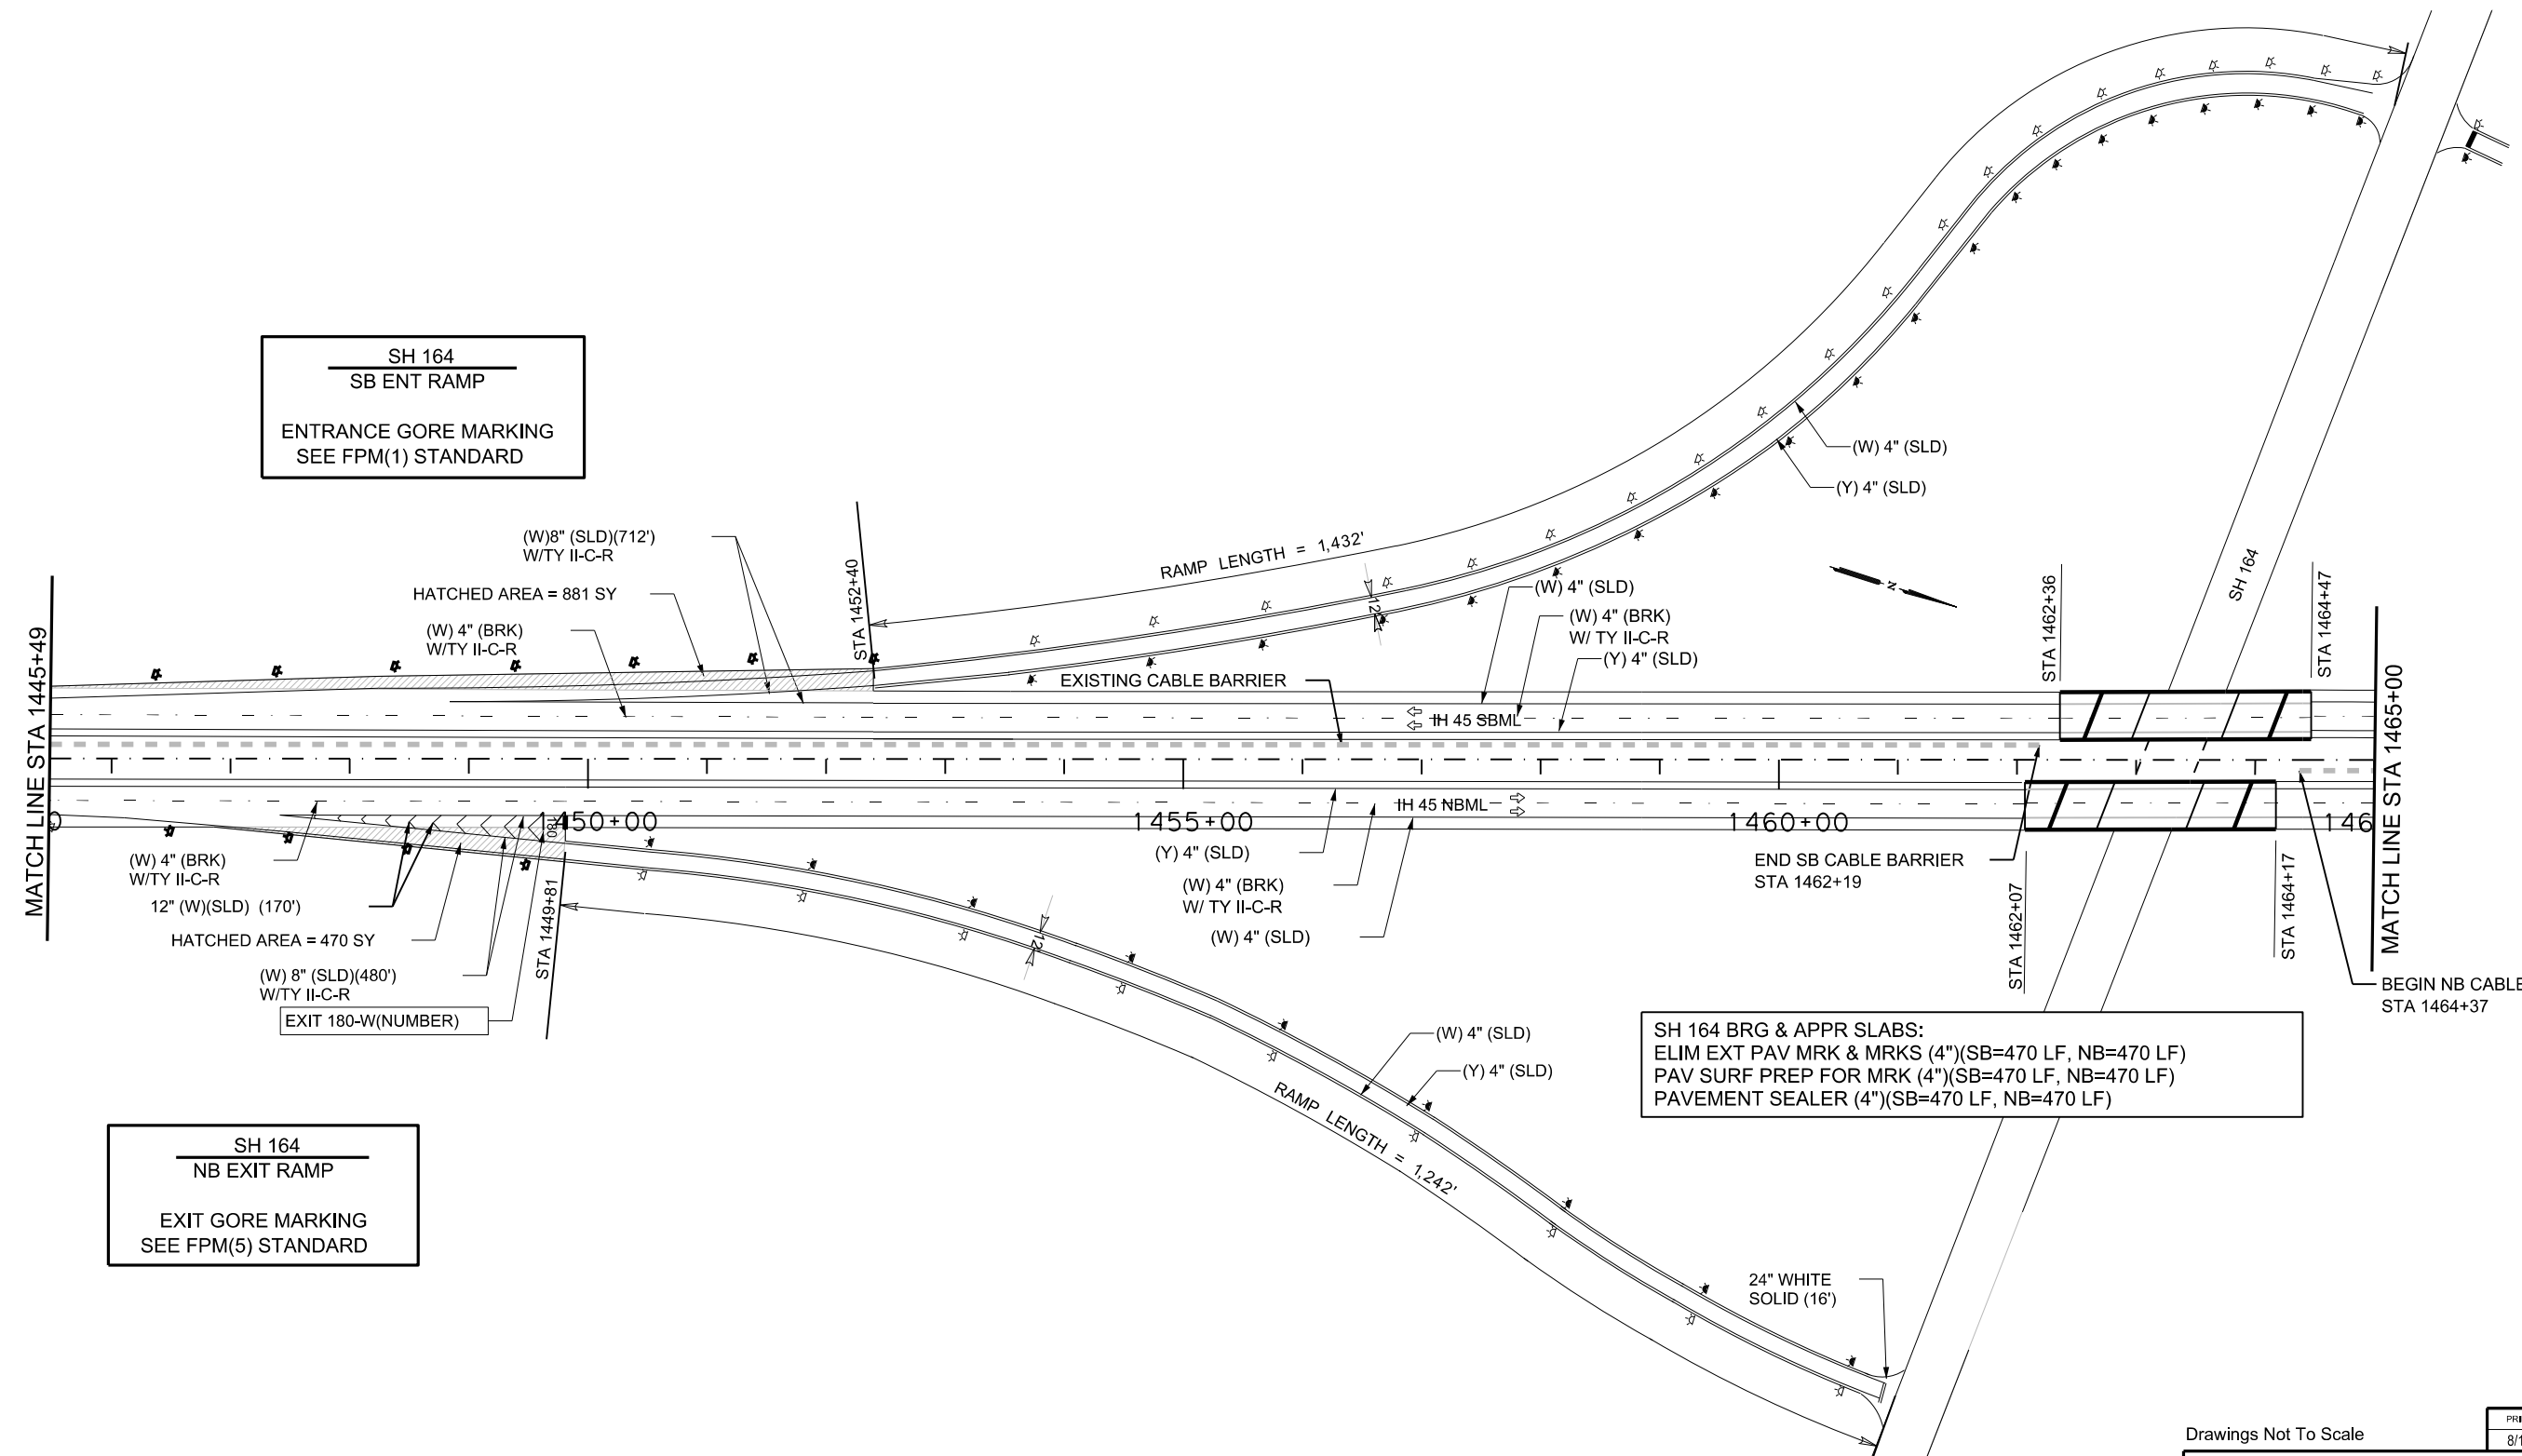 SH 164
SB ENT RAMP
ENTRANCE GORE MARKING
SEE FPM(1) STANDARD
(W)8" (SLD)(712')
W/TY II-C-R
HATCHED AREA = 881 SY
(W) 4" (BRK)
W/TY II-C-R
STA 1452+40
RAMP LENGTH = 1,432'
12'
(W) 4" (SLD)
(Y) 4" (SLD)
(W) 4" (SLD)
(W) 4" (BRK)
W/ TY II-C-R
(Y) 4" (SLD)
N
EXISTING CABLE BARRIER
IH 45 SBML
STA 1462+36
SH 164
STA 1464+47
MATCH LINE STA 1445+49
MATCH LINE STA 1465+00
IH 45 NBML
0
180
1450+00
1455+00
1460+00
146
(W) 4" (BRK)
W/TY II-C-R
12" (W)(SLD) (170')
HATCHED AREA = 470 SY
(W) 8" (SLD)(480')
W/TY II-C-R
EXIT 180-W(NUMBER)
STA 1449+81
(Y) 4" (SLD)
(W) 4" (BRK)
W/ TY II-C-R
(W) 4" (SLD)
12'
END SB CABLE BARRIER
STA 1462+19
STA 1462+07
STA 1464+17
BEGIN NB CABLE
STA 1464+37
(W) 4" (SLD)
(Y) 4" (SLD)
RAMP LENGTH = 1,242'
SH 164 BRG & APPR SLABS:
ELIM EXT PAV MRK & MRKS (4")(SB=470 LF, NB=470 LF)
PAV SURF PREP FOR MRK (4")(SB=470 LF, NB=470 LF)
PAVEMENT SEALER (4")(SB=470 LF, NB=470 LF)
SH 164
NB EXIT RAMP
EXIT GORE MARKING
SEE FPM(5) STANDARD
24" WHITE
SOLID (16')
Drawings Not To Scale